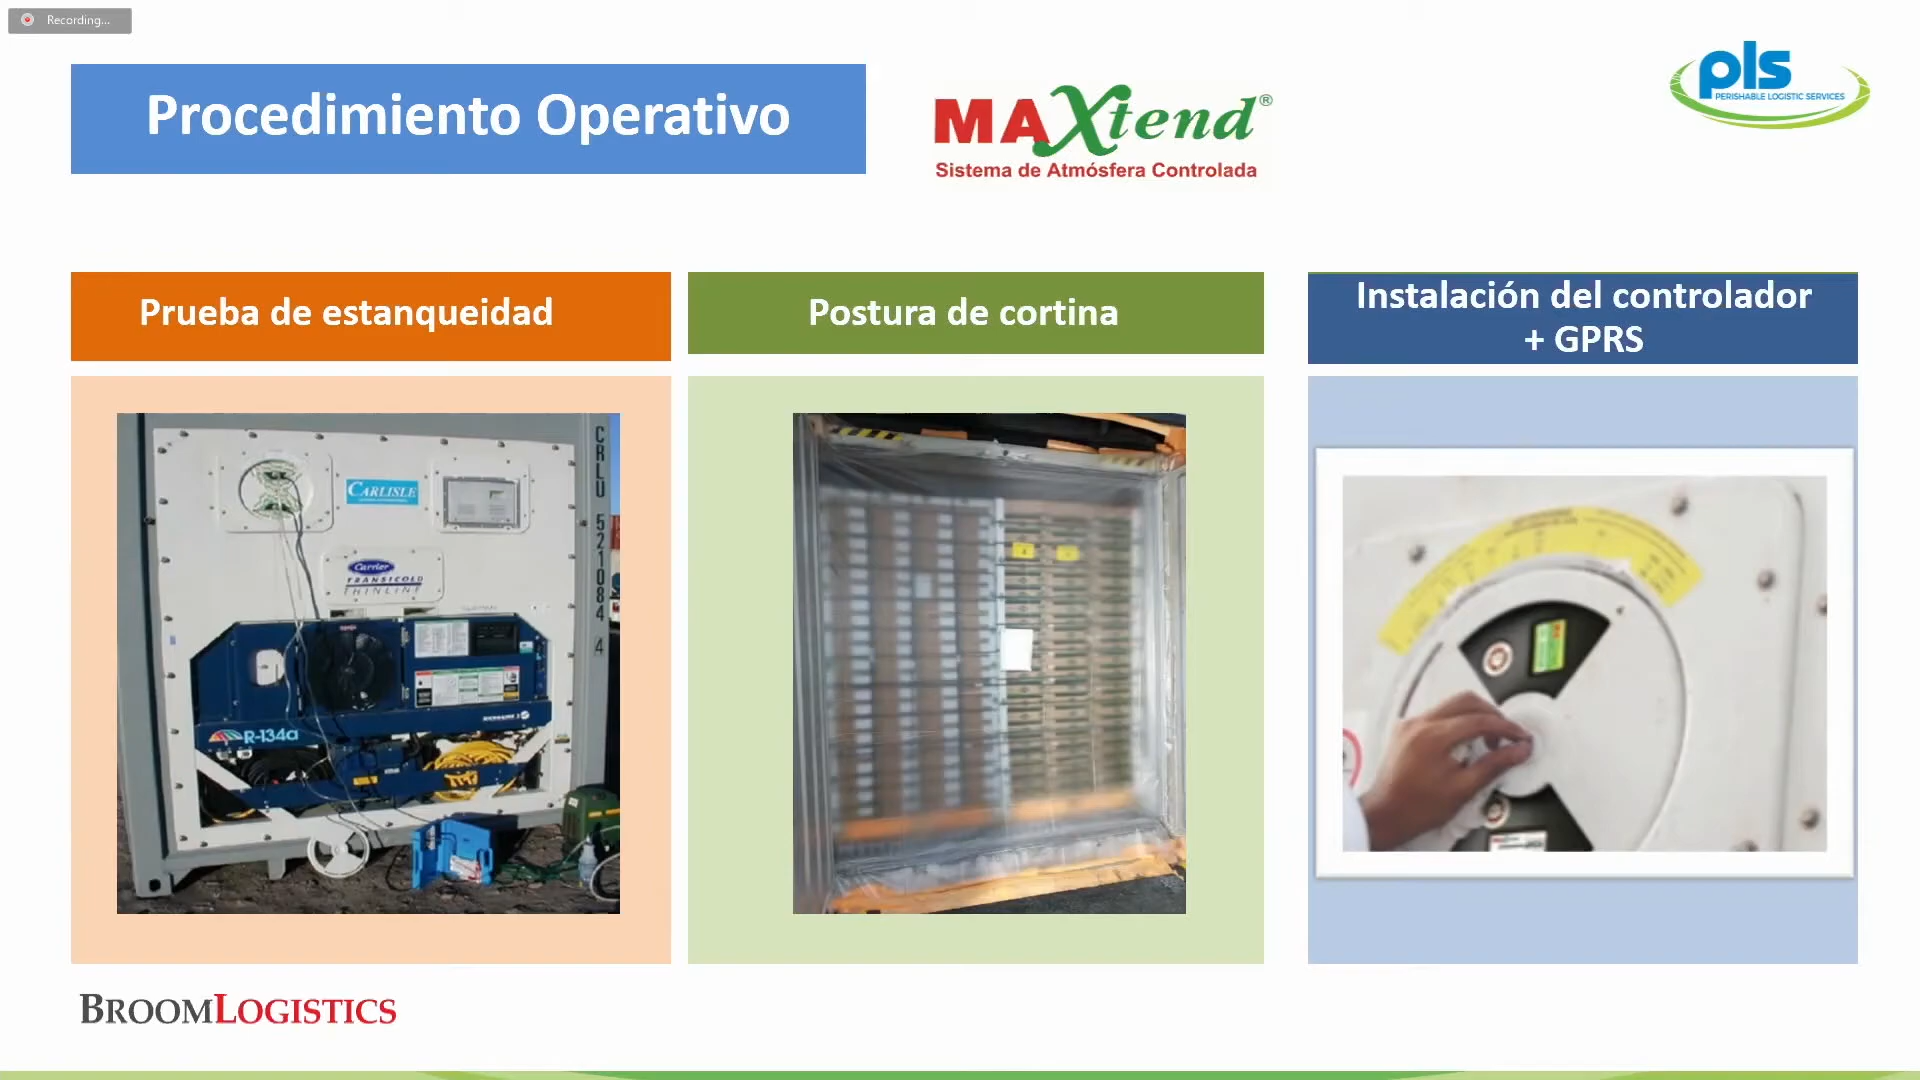 Recording...
Procedimiento Operativo
MAXtend®
Sistema de Atmósfera Controlada
pls
PERISHABLE LOGISTIC SERVICES
Prueba de estanqueidad
Postura de cortina
Instalación del controlador
+ GPRS
CARLISLE
Carrier
TRANSICOLD
THINLINE
CRLU 521084 4
R-134a
BROOMLOGISTICS